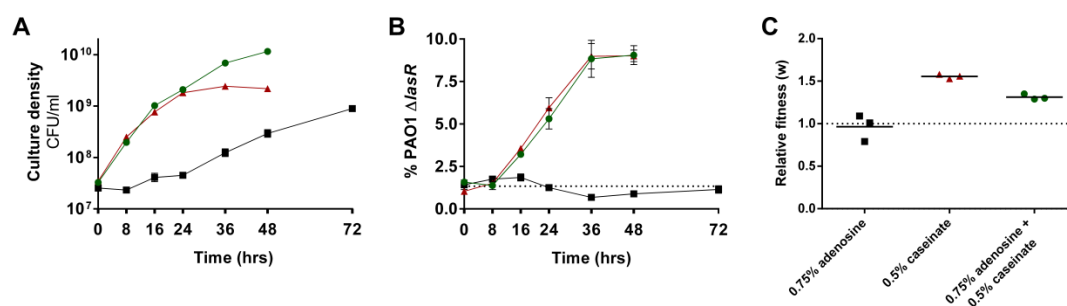 A
Culture density
CFU/ml
10¹⁰
10⁹
10⁸
10⁷
0 8 16 24 36 48 72
Time (hrs)
B
% PAO1 ΔlasR
10.0
7.5
5.0
2.5
0.0
0 8 16 24 36 48 72
Time (hrs)
C
Relative fitness (w)
2.0
1.5
1.0
0.5
0.0
0.75% adenosine
0.5% caseinate
0.75% adenosine +
0.5% caseinate